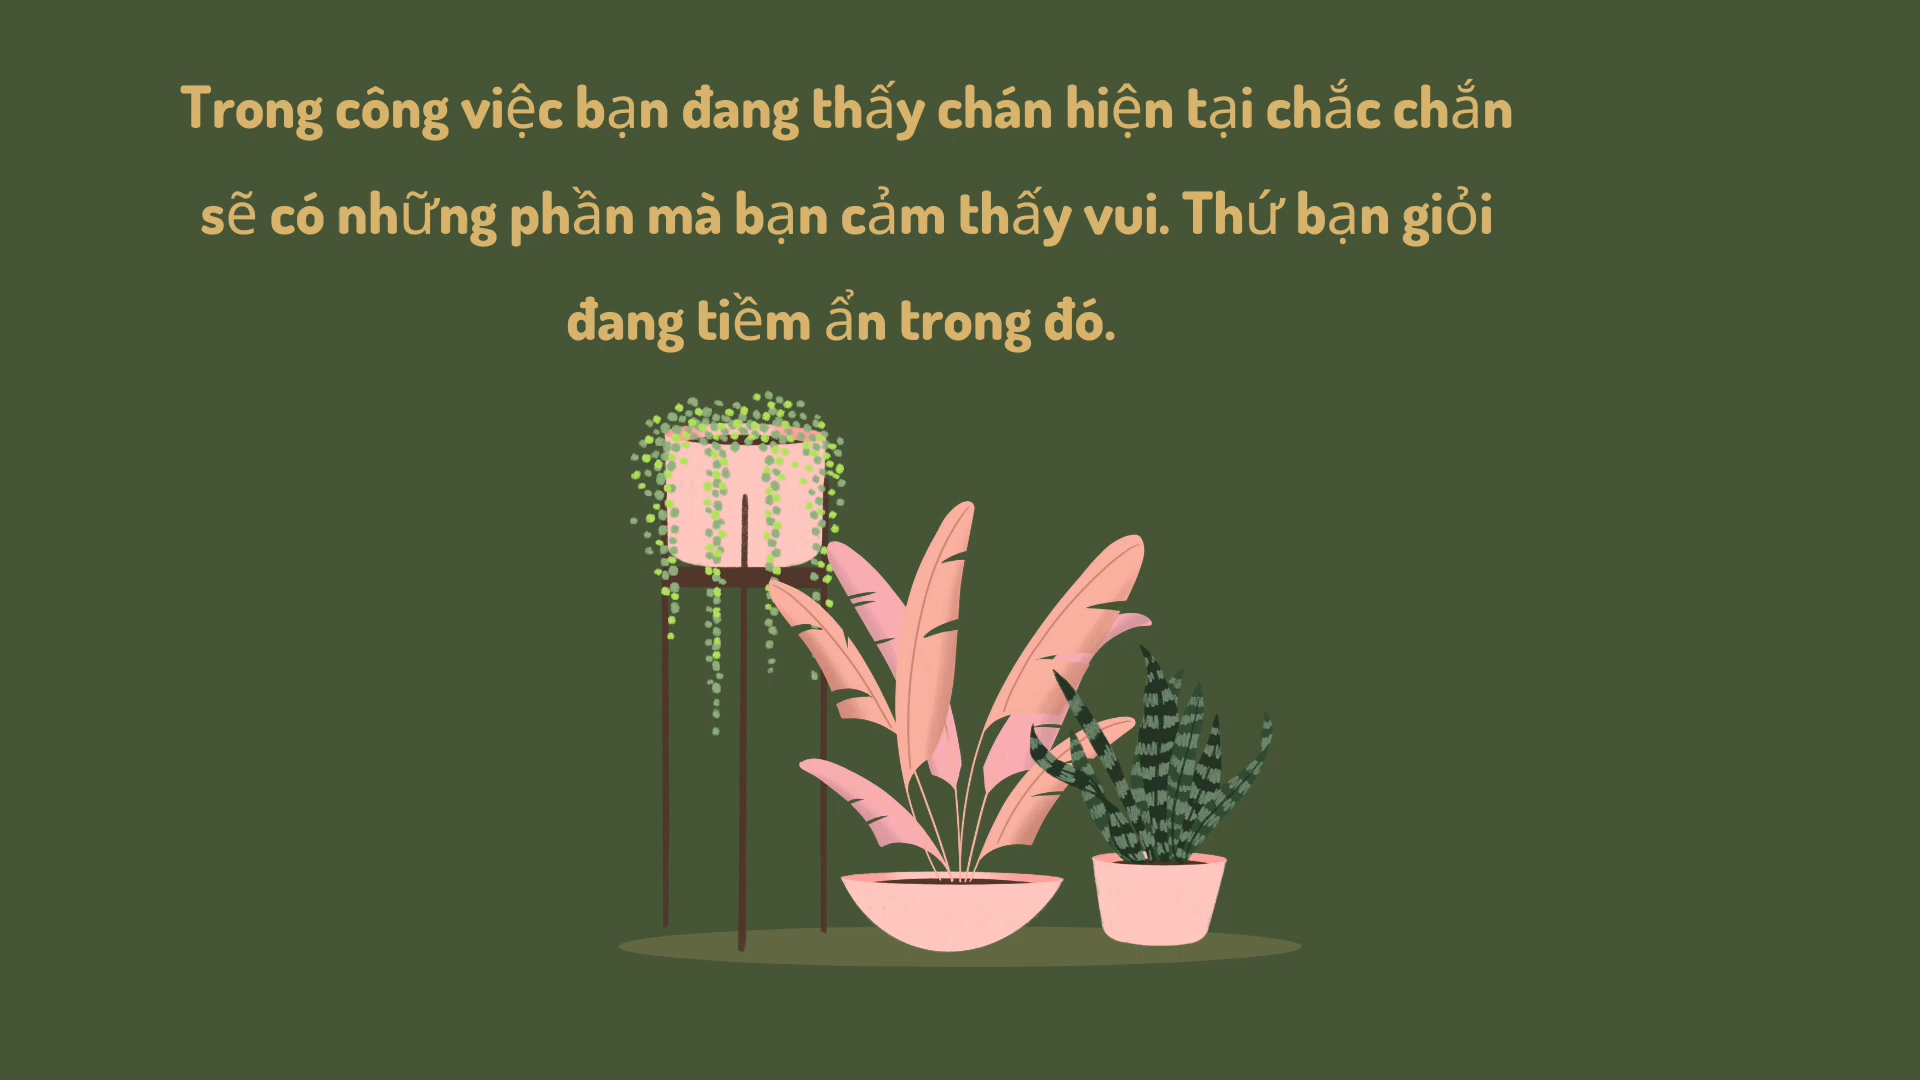 Trong công việc bạn đang thấy chán hiện tại chắc chắn
sẽ có những phần mà bạn cảm thấy vui. Thứ bạn giỏi
đang tiềm ẩn trong đó.